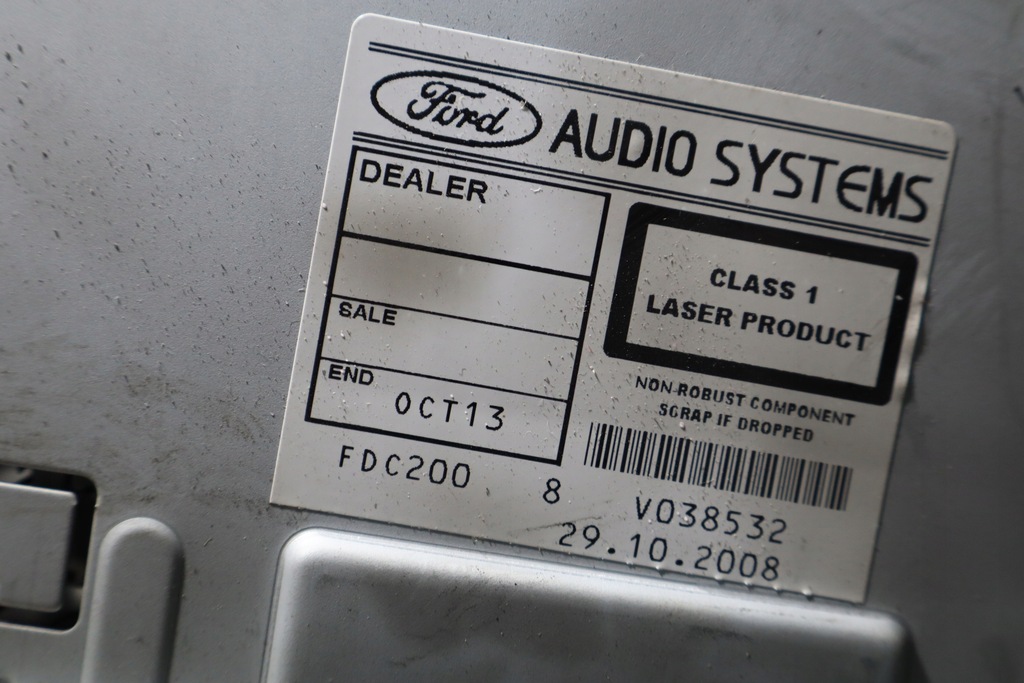 Ford AUDIO SYSTEMS
DEALER
SALE
END
OCT13
CLASS 1
LASER PRODUCT
NON ROBUST COMPONENT
SCRAP IF DROPPED
FDC200 8 V038532
29.10.2008